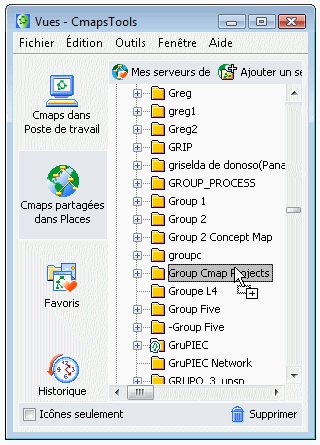 Vues - CmapsTools
Fichier Édition Outils Fenêtre Aide
Mes serveurs de Ajouter un se
Cmaps dans
Poste de travail
Cmaps partagées
dans Places
Favoris
Historique
Greg
greg1
Greg2
GRIP
griselda de donoso(Pana
GROUP_PROCESS
Group 1
Group 2
Group 2 Concept Map
groupc
Group Cmap Projects
Groupe L4
Group Five
-Group Five
GruPIEC
GruPIEC Network
GRUPO_3_unsn
Icônes seulement Supprimer